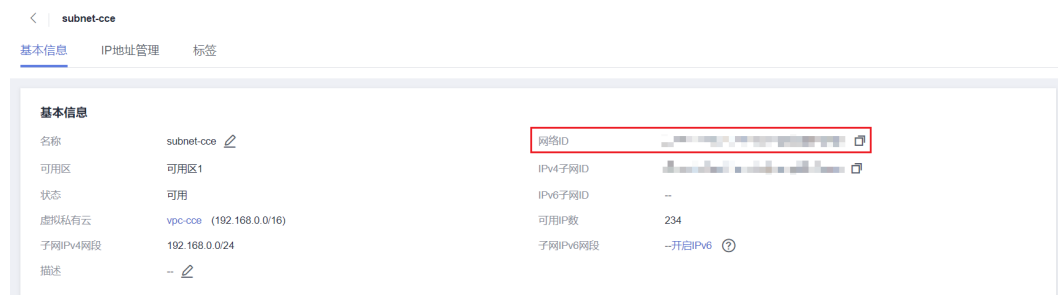 subnet-cce
基本信息 IP地址管理 标签
基本信息
名称 subnet-cce 网络ID
可用区 可用区1 IPv4子网ID
状态 可用 IPv6子网ID --
虚拟私有云 vpc-cce (192.168.0.0/16) 可用IP数 234
子网IPv4网段 192.168.0.0/24 子网IPv6网段 --开启IPv6
描述 --